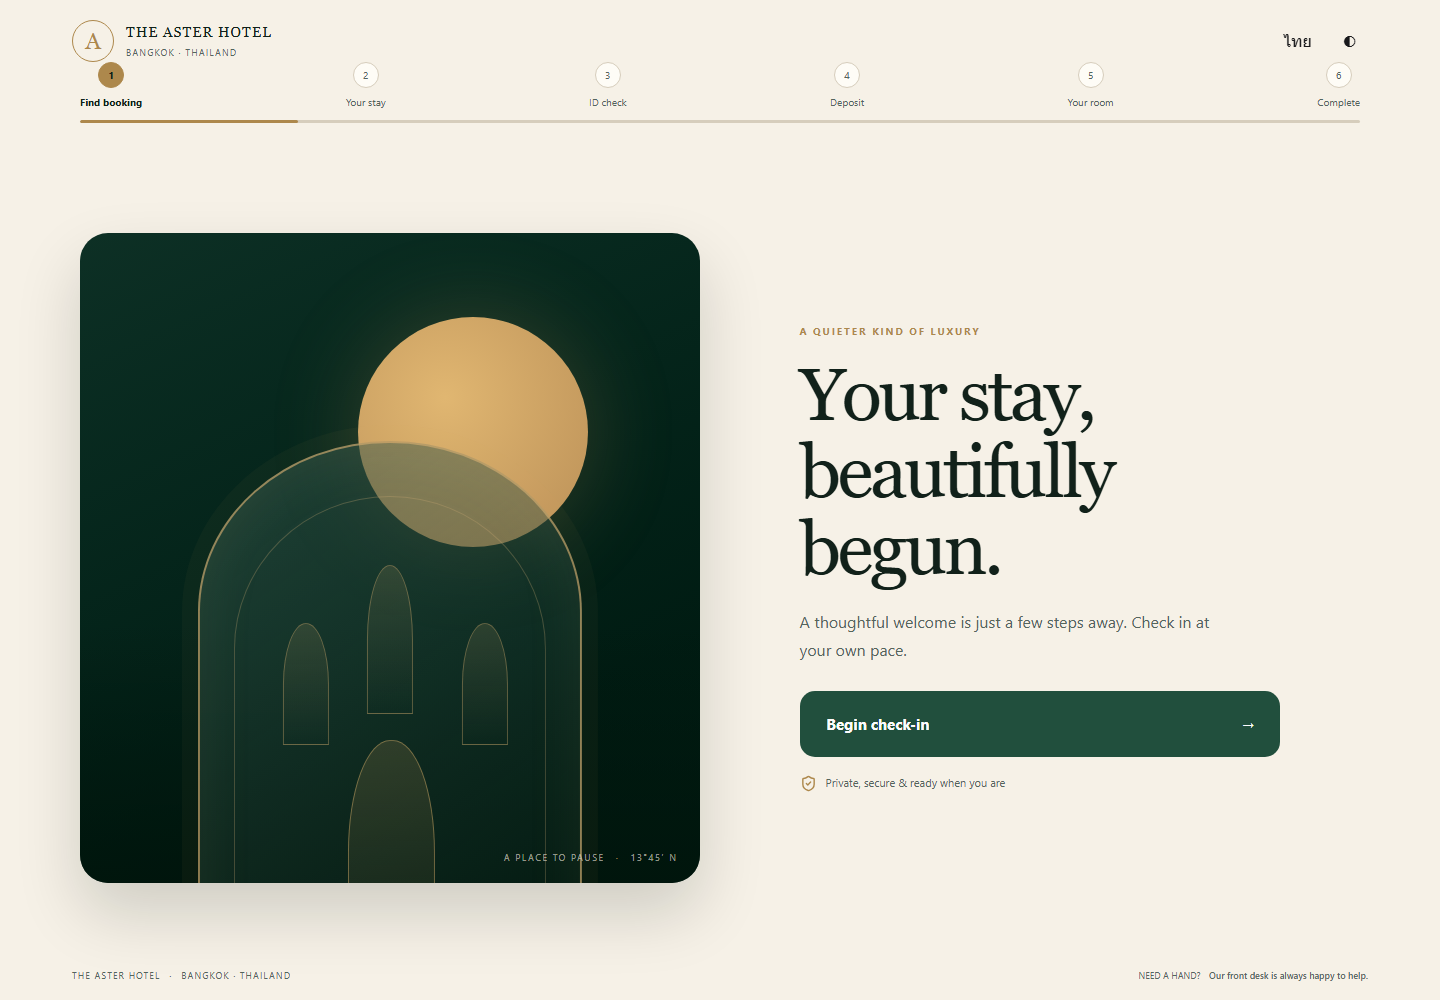 A
THE ASTER HOTEL
BANGKOK · THAILAND
ไทย
1
2
3
4
5
6
Find booking
Your stay
ID check
Deposit
Your room
Complete
A QUIETER KIND OF LUXURY
Your stay,
beautifully
begun.
A thoughtful welcome is just a few steps away. Check in at
your own pace.
Begin check-in →
Private, secure & ready when you are
A PLACE TO PAUSE · 13°45′ N
THE ASTER HOTEL · BANGKOK · THAILAND
NEED A HAND? Our front desk is always happy to help.